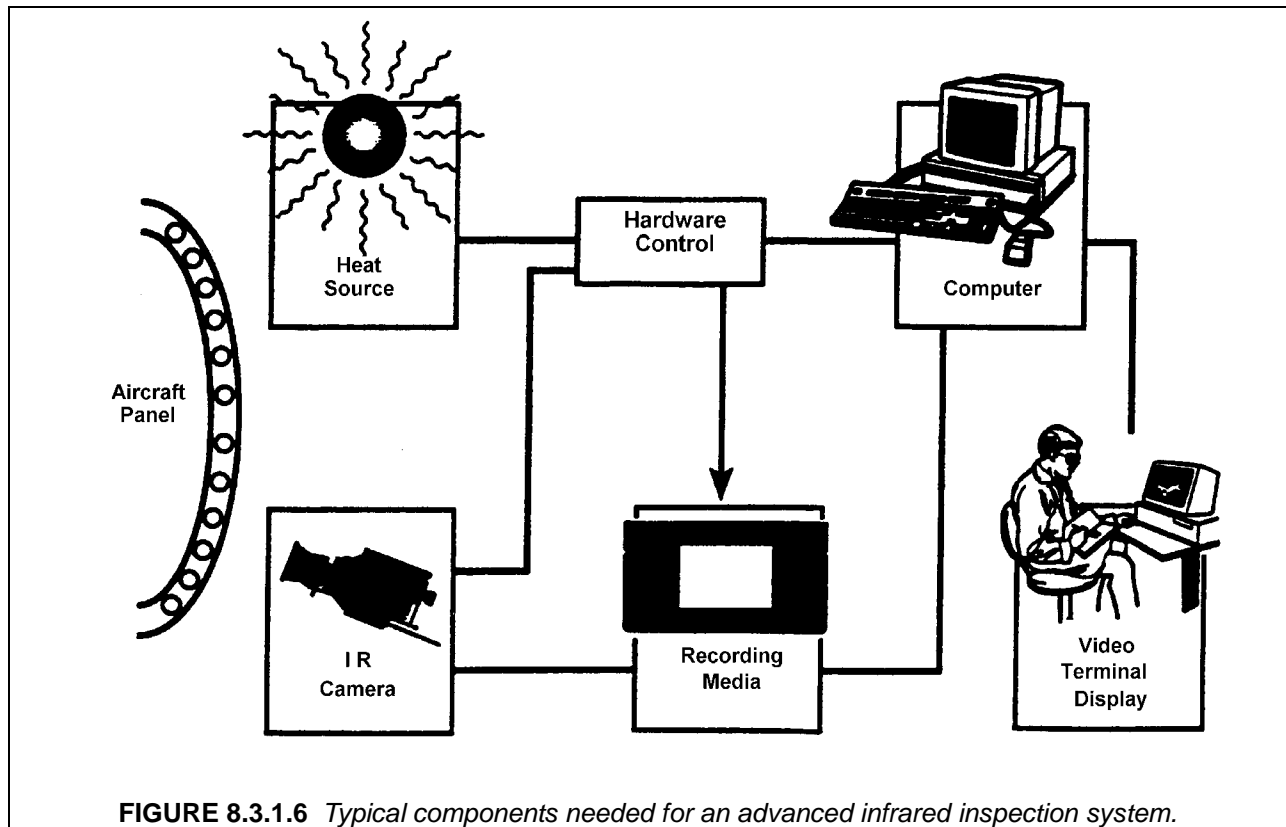 Heat
Source
Hardware
Control
Computer
Aircraft
Panel
I R
Camera
Recording
Media
Video
Terminal
Display
FIGURE 8.3.1.6 Typical components needed for an advanced infrared inspection system.